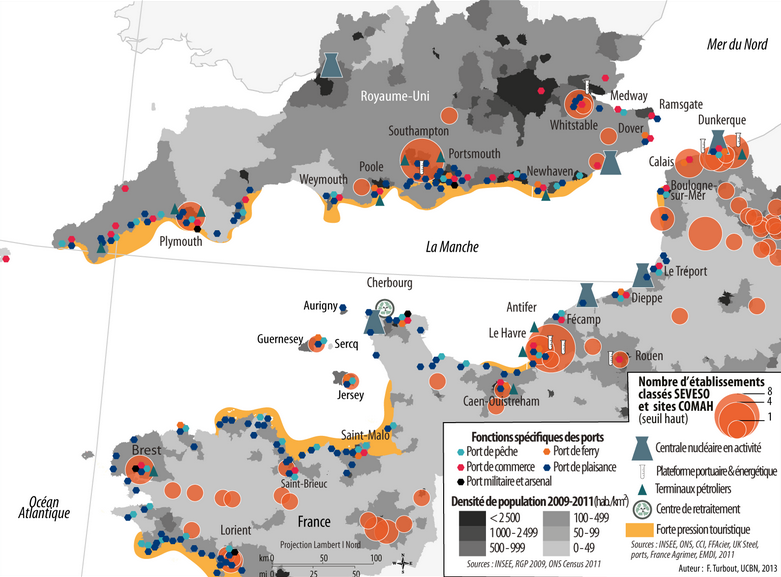 Mer du Nord
Royaume-Uni
Medway
Ramsgate
Whitstable
Dover
Dunkerque
Southampton
Portsmouth
Calais
Poole
Newhaven
Weymouth
Boulogne-
sur-Mer
Plymouth
La Manche
Le Tréport
Cherbourg
Dieppe
Aurigny
Antifer
Fécamp
Guernesey
Sercq
Le Havre
Rouen
Jersey
Caen-Ouistreham
Saint-Malo
Brest
Saint-Brieuc
Océan
Atlantique
France
Lorient
Projection Lambert I Nord
km 0 50 100
mi 0 25 50
Nombre d'établissements
classés SEVESO
et sites COMAH
(seuil haut)
8
4
1
Centrale nucléaire en activité
Plateforme portuaire & énergétique
Terminaux pétroliers
Centre de retraitement
Forte pression touristique
Sources : INSEE, ONS, CCI, FFAcier, UK Steel,
ports, France Agrimer, EMDI, 2011
Auteur : F. Turbout, UCBN, 2013
Fonctions spécifiques des ports
Port de pêche
Port de ferry
Port de commerce
Port de plaisance
Port militaire et arsenal
Densité de population 2009-2011 (hab./km²)
< 2 500
100 - 499
1 000 - 2 499
50 - 99
500 - 999
0 - 49
Sources : INSEE, RGP 2009, ONS Census 2011